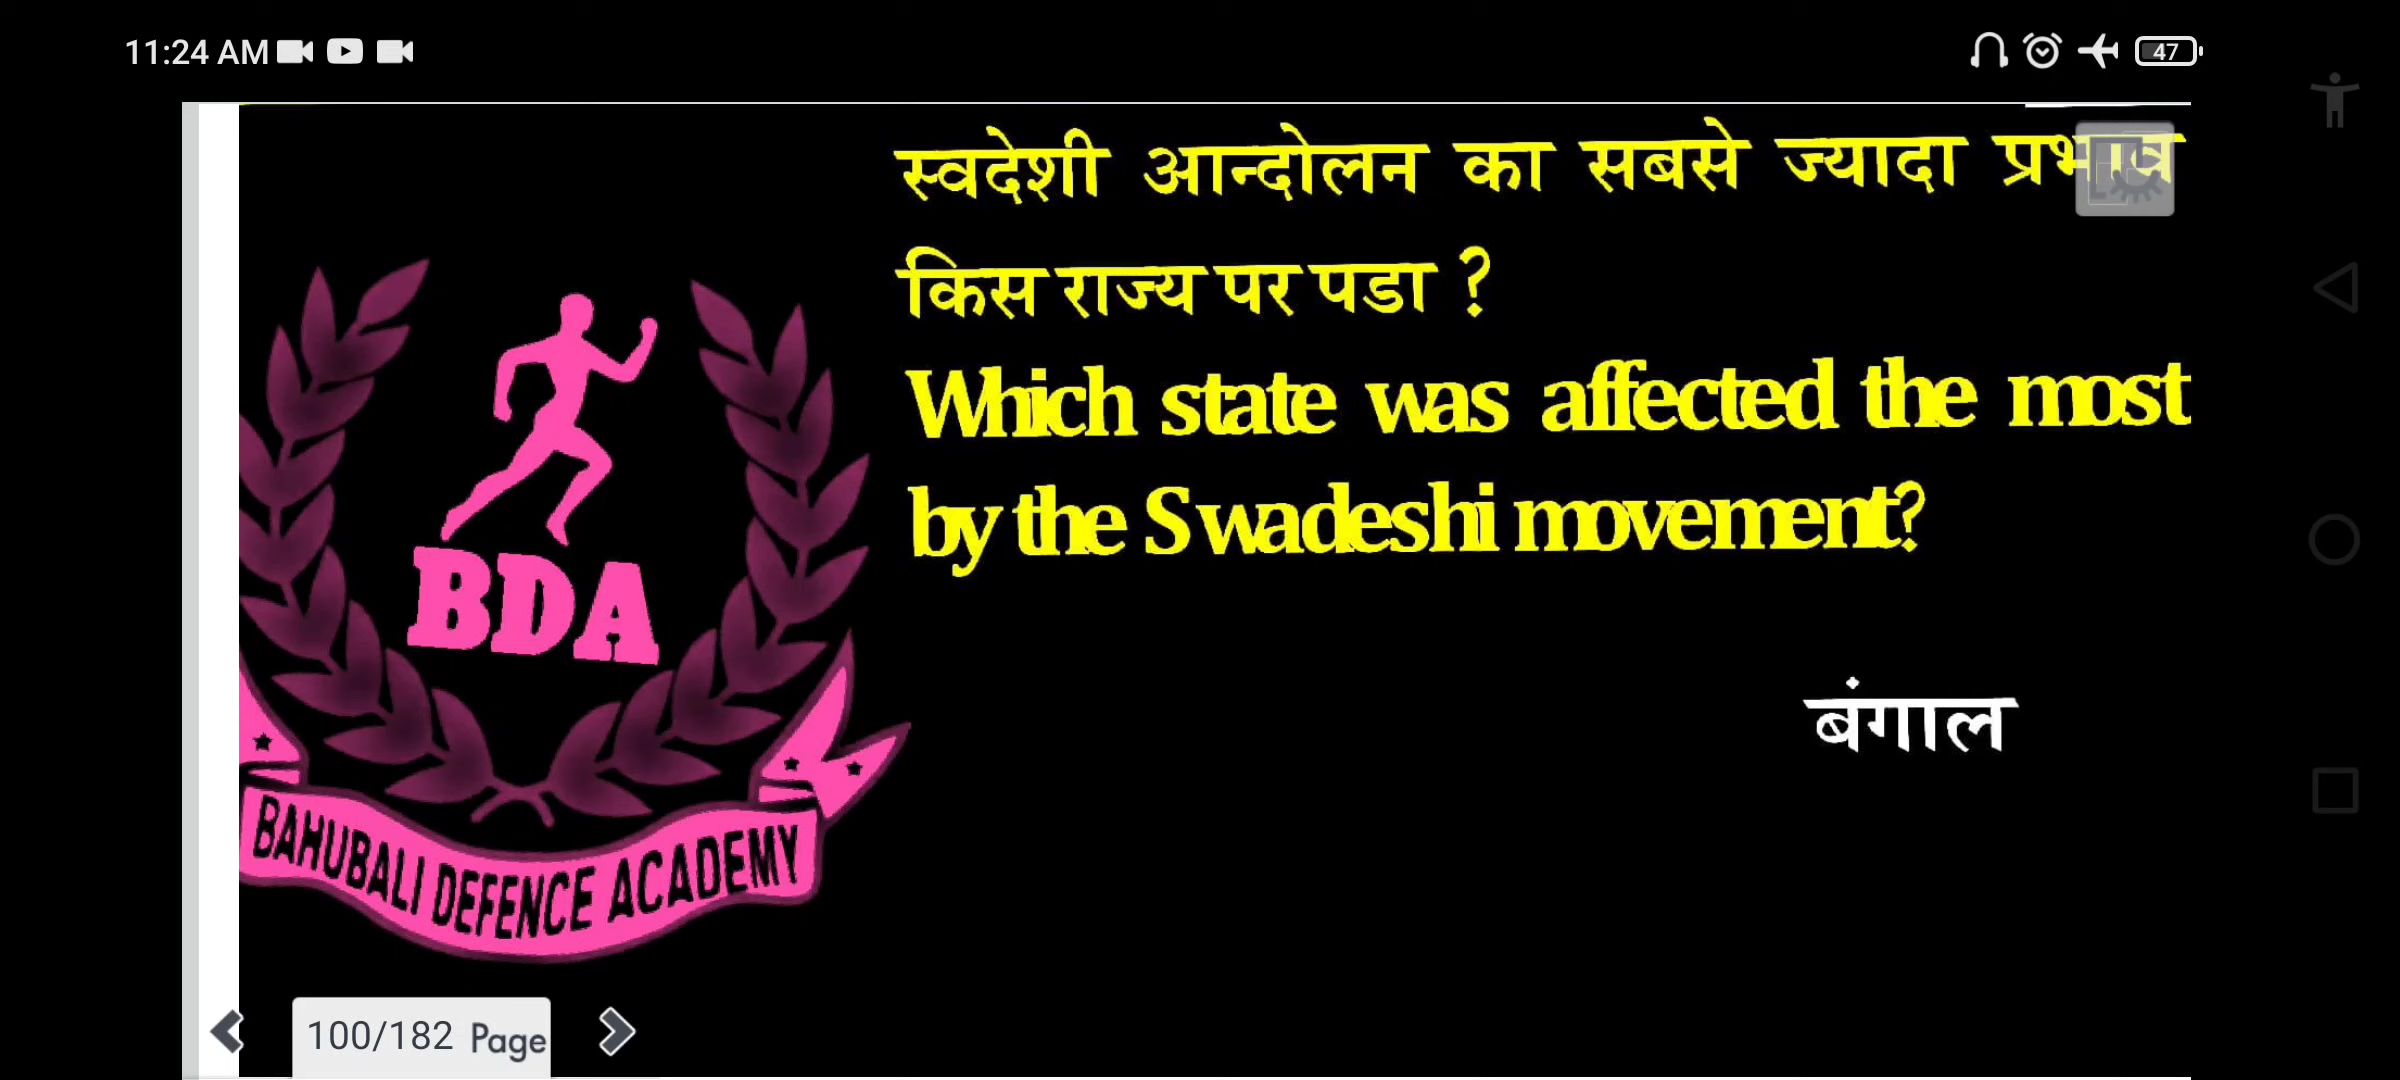 11:24 AM
47
स्वदेशी आन्दोलन का सबसे ज्यादा प्रभाव
किस राज्य पर पडा ?
Which state was affected the most
by the Swadeshi movement?
बंगाल
BDA
BAHUBALI DEFENCE ACADEMY
100/182 Page